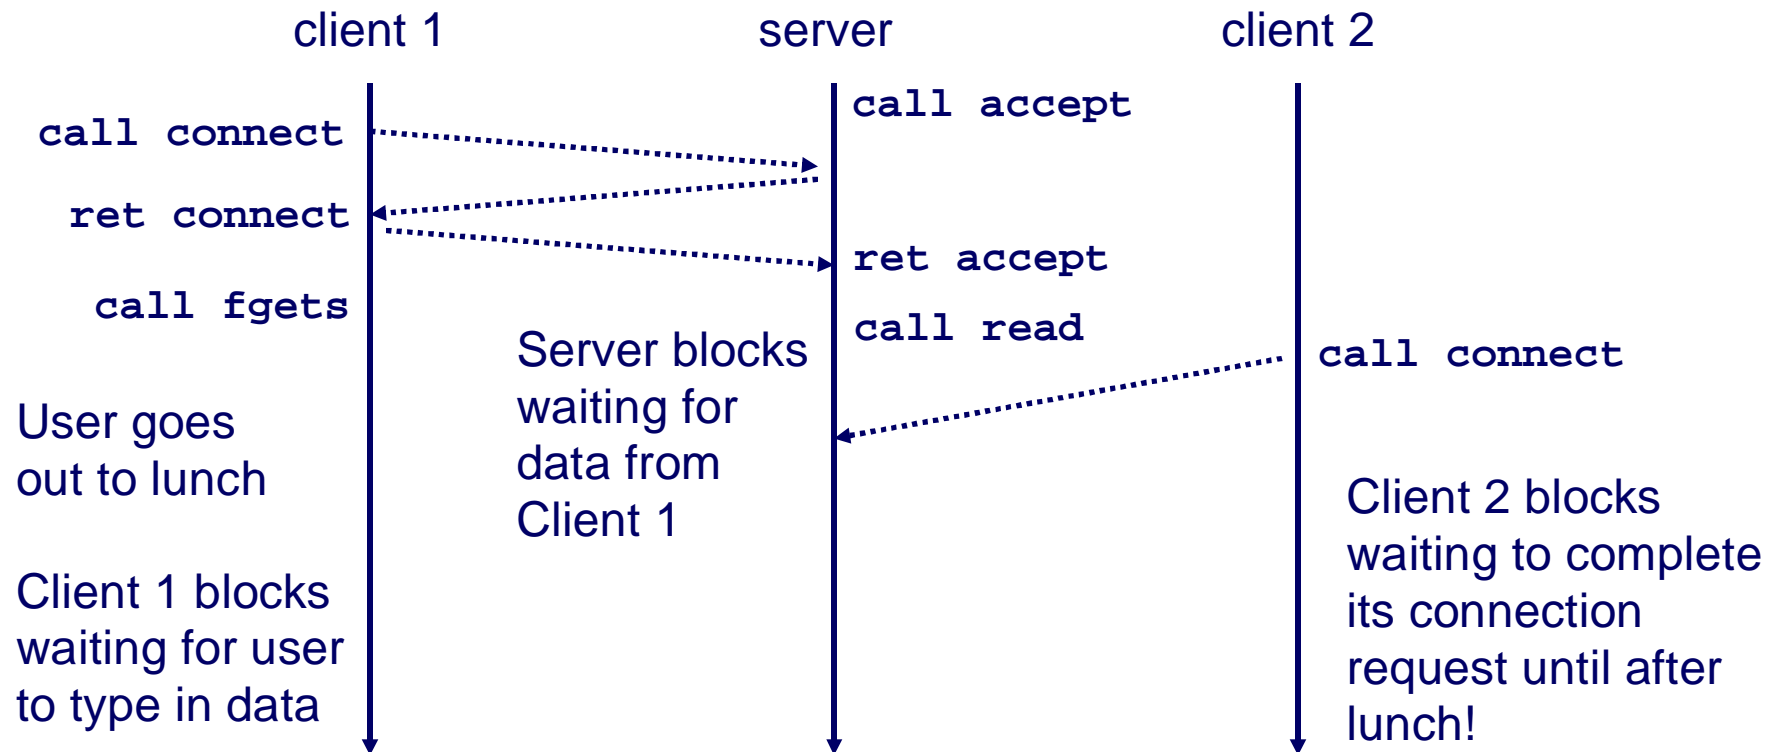 client 1
server
client 2
call accept
call connect
ret connect
ret accept
call fgets
call read
call connect
Server blocks
waiting for
data from
Client 1
User goes
out to lunch
Client 2 blocks
waiting to complete
its connection
request until after
lunch!
Client 1 blocks
waiting for user
to type in data